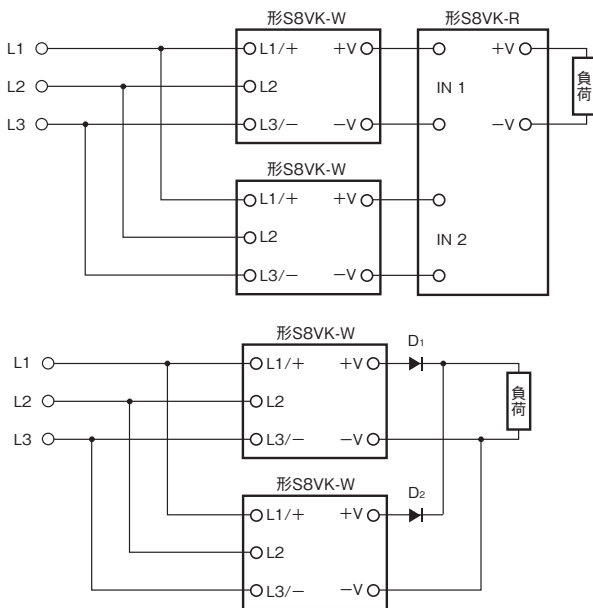 形S8VK-W
形S8VK-R
L1
L1/+
+V
+V
負荷
L2
L2
IN 1
L3
L3/−
−V
−V
形S8VK-W
L1/+
+V
L2
IN 2
L3/−
−V
形S8VK-W
D1
L1
L1/+
+V
負荷
L2
L2
L3
L3/−
−V
形S8VK-W
D2
L1/+
+V
L2
L3/−
−V